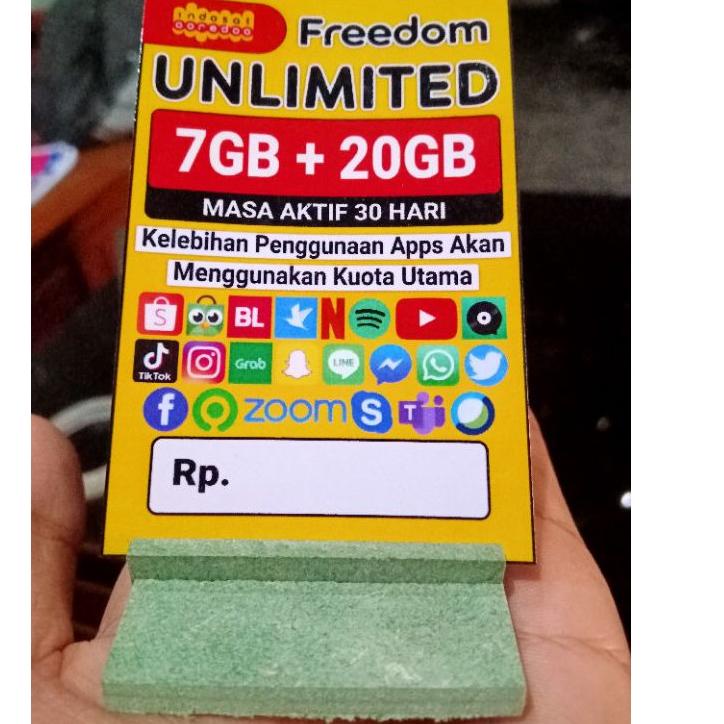 indosat
ooredoo
Freedom
UNLIMITED
7GB + 20GB
MASA AKTIF 30 HARI
Kelebihan Penggunaan Apps Akan
Menggunakan Kuota Utama
S BL N
TikTok Grab LINE
f zoom S T
Rp.